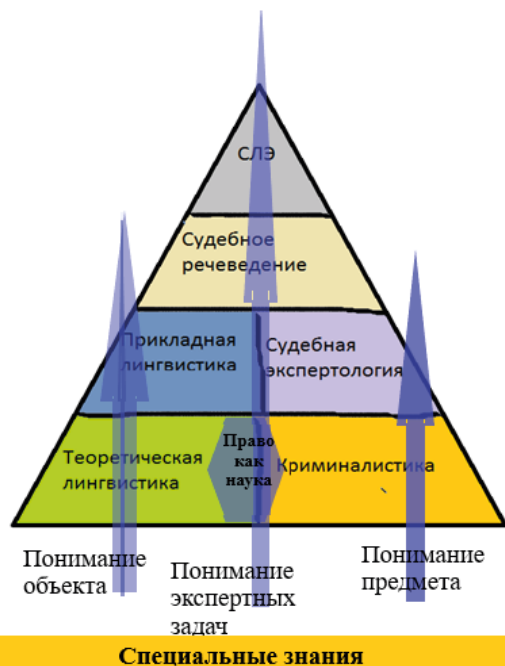 СЛЭ
Судебное
речеведение
Прикладная
лингвистика
Судебная
экспертология
Теоретическая
лингвистика
Право
как
наука
Криминалистика
Понимание
объекта
Понимание
экспертных
задач
Понимание
предмета
Специальные знания